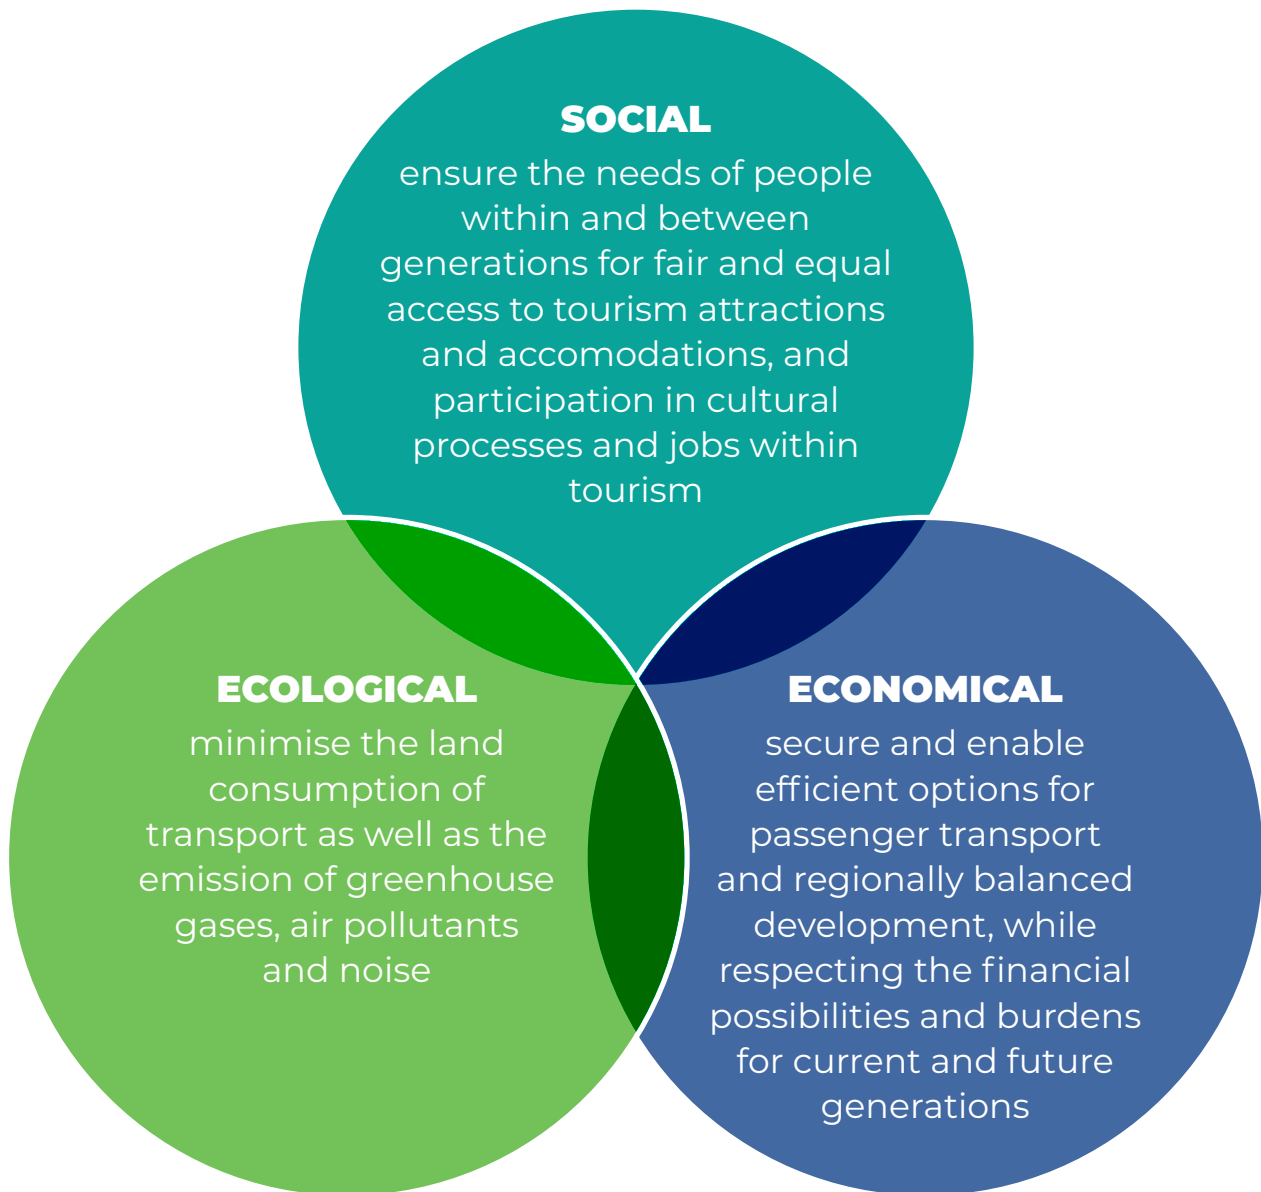 SOCIAL
ensure the needs of people
within and between
generations for fair and equal
access to tourism attractions
and accomodations, and
participation in cultural
processes and jobs within
tourism
ECOLOGICAL
minimise the land
consumption of
transport as well as the
emission of greenhouse
gases, air pollutants
and noise
ECONOMICAL
secure and enable
efficient options for
passenger transport
and regionally balanced
development, while
respecting the financial
possibilities and burdens
for current and future
generations